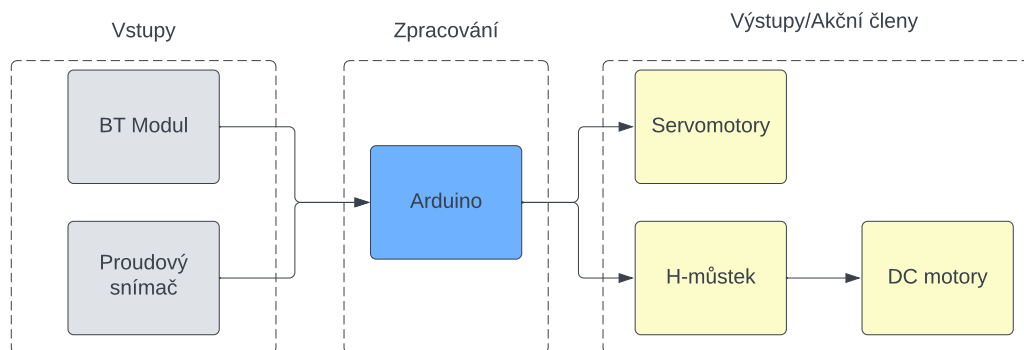 Vstupy
Zpracování
Výstupy/Akční členy
BT Modul
Servomotory
Arduino
Proudový
snímač
H-můstek
DC motory